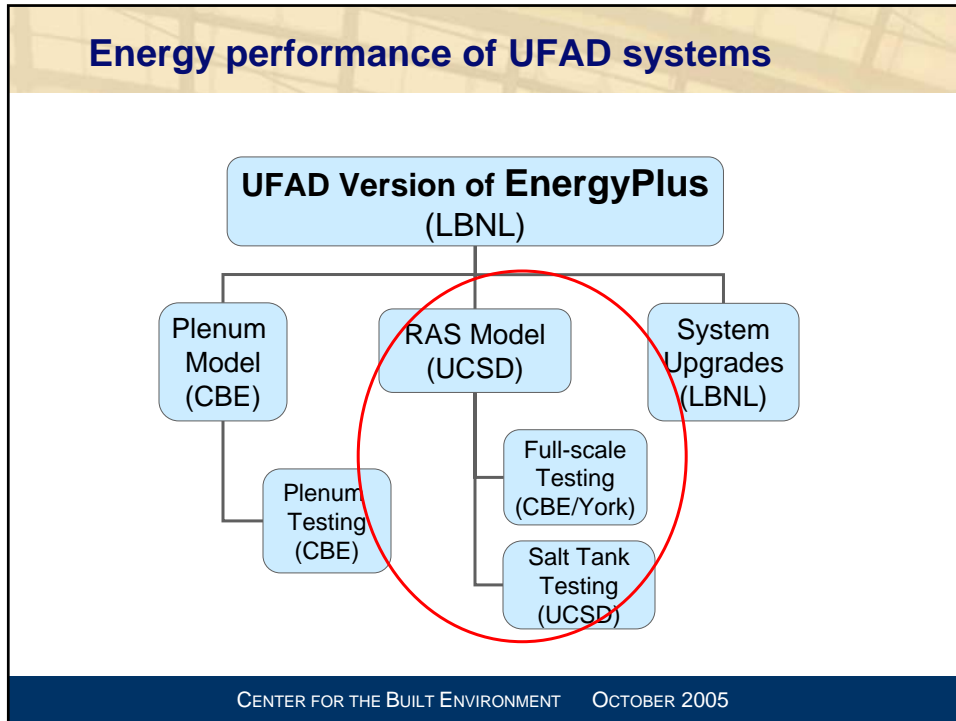 Energy performance of UFAD systems
UFAD Version of EnergyPlus
(LBNL)
Plenum
Model
(CBE)
RAS Model
(UCSD)
System
Upgrades
(LBNL)
Plenum
Testing
(CBE)
Full-scale
Testing
(CBE/York)
Salt Tank
Testing
(UCSD)
CENTER FOR THE BUILT ENVIRONMENT OCTOBER 2005